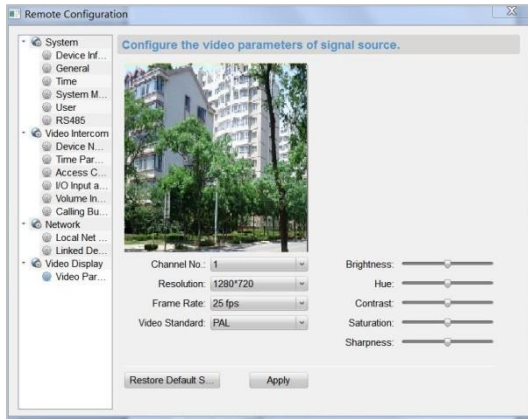 Remote Configuration
System
Device Inf...
General
Time
System M...
User
RS485
Video Intercom
Device N...
Time Par...
Access C...
I/O Input a...
Volume In...
Calling Bu...
Network
Local Net ...
Linked De...
Video Display
Video Par...
Configure the video parameters of signal source.
Channel No.: 1
Resolution: 1280*720
Frame Rate: 25 fps
Video Standard: PAL
Brightness:
Hue:
Contrast:
Saturation:
Sharpness:
Restore Default S...
Apply